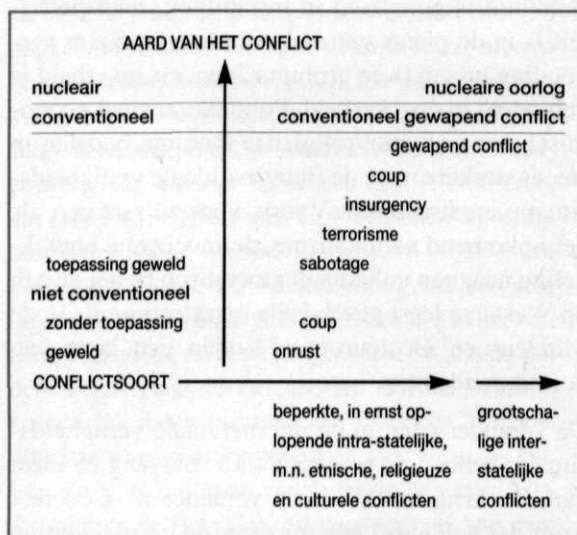 AARD VAN HET CONFLICT
nucleair nucleaire oorlog
conventioneel conventioneel gewapend conflict
gewapend conflict
coup
insurgency
terrorisme
toepassing geweld sabotage
niet conventioneel
zonder toepassing coup
geweld onrust
CONFLICTSOORT
beperkte, in ernst op- grootscha-
lopende intra-statelijke, lige inter-
m.n. etnische, religeuze statelijke
en culturele conflicten conflicten